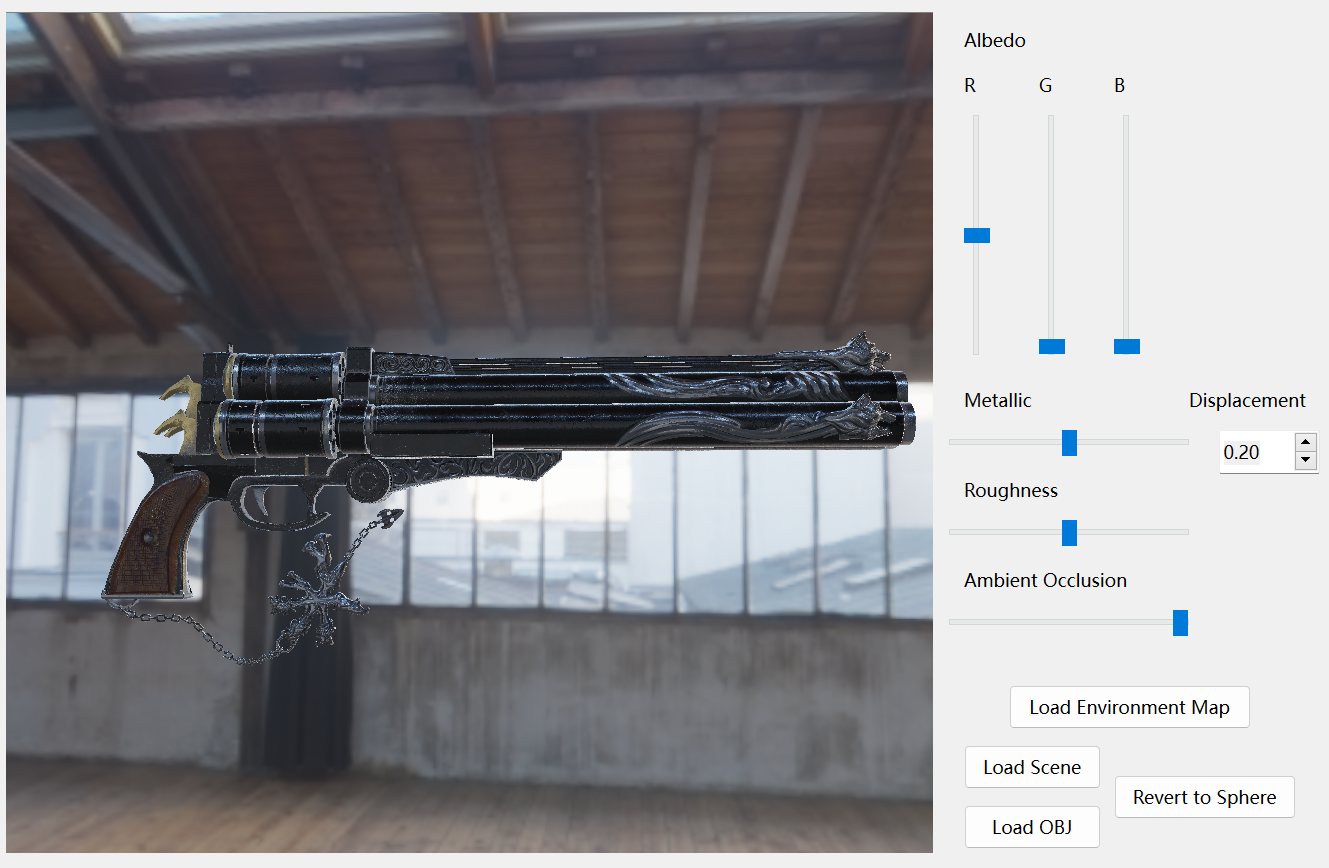 Albedo
R G B
Metallic Displacement
0.20
Roughness
Ambient Occlusion
Load Environment Map
Load Scene
Revert to Sphere
Load OBJ